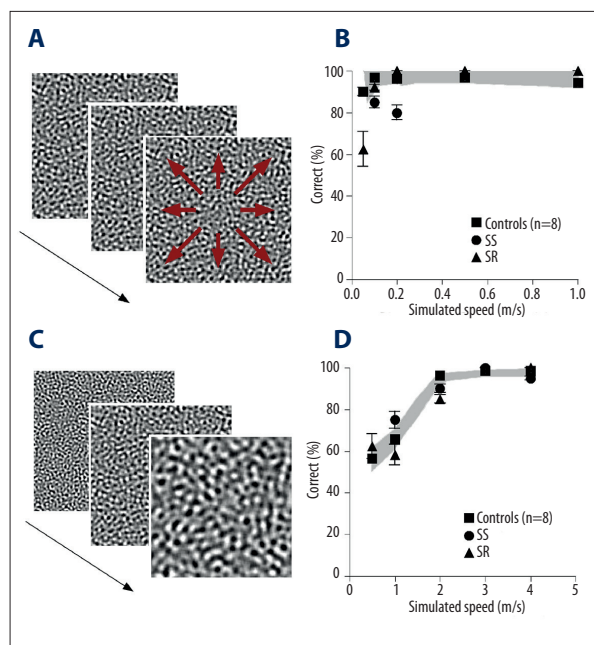 A
B
100
80
60
40
20
0
Correct (%)
Controls (n=8)
SS
SR
0.0 0.2 0.4 0.6 0.8 1.0
Simulated speed (m/s)
C
D
100
80
60
40
20
0
Correct (%)
Controls (n=8)
SS
SR
0 1 2 3 4 5
Simulated speed (m/s)